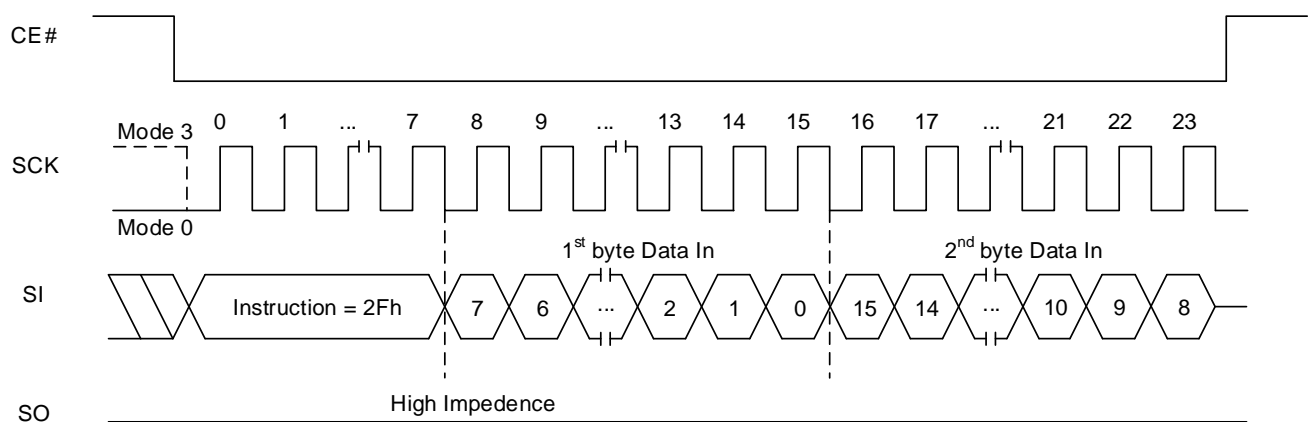 CE#
0 1 ... 7 8 9 ... 13 14 15 16 17 ... 21 22 23
Mode 3
SCK
Mode 0
1st byte Data In 2nd byte Data In
SI Instruction = 2Fh 7 6 ... 2 1 0 15 14 ... 10 9 8
High Impedence
SO